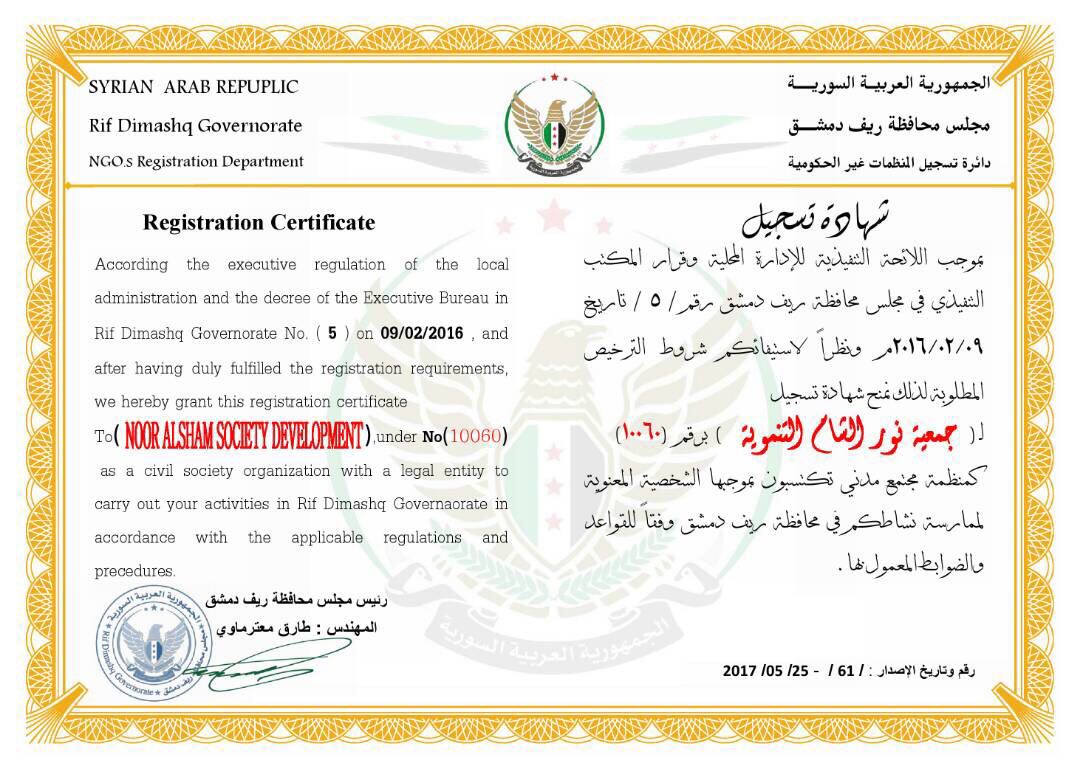 SYRIAN ARAB REPUPLIC
Rif Dimashq Governorate
NGO.s Registration Department
الجمهورية العربية السورية
مجلس محافظة ريف دمشق
دائرة تسجيل المنظمات غير الحكومية
Registration Certificate
According the executive regulation of the local
administration and the decree of the Executive Bureau in
Rif Dimashq Governorate No. ( 5 ) on 09/02/2016 , and
after having duly fulfilled the registration requirements,
we hereby grant this registration certificate
To( NOOR ALSHAM SOCIETY DEVELOPMENT ),under No(10060)
as a civil society organization with a legal entity to
carry out your activities in Rif Dimashq Governaorate in
accordance with the applicable regulations and
precedures.
شهادة تسجيل
بموجب اللائحة التنفيذية للإدارة المحلية وقرار المكتب
التنفيذي في مجلس محافظة ريف دمشق رقم / ٥ / تاريخ
٢٠١٦/٠٢/٠٩م ونظراً لاستيفائكم شروط الترخيص
المطلوبة لذلك نمنح شهادة تسجيل
لـ ( جمعية نور الشام التنموية ) برقم (١٠٠٦٠)
كمنظمة مجتمع مدني تكتسبون بموجبها الشخصية المعنوية
لممارسة نشاطكم في محافظة ريف دمشق وفقاً للقواعد
والضوابط المعمول بها .
رئيس مجلس محافظة ريف دمشق
المهندس : طارق معترماوي
الجمهورية العربية السورية
مجلس محافظة ريف دمشق
Rif Dimashq Governorate
الجمهورية العربية السورية
رقم وتاريخ الإصدار : / 61 / - 25/ 05/ 2017